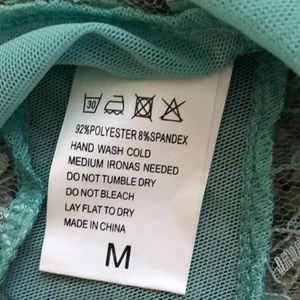 30
92%POLYESTER 8%SPANDEX
HAND WASH COLD
MEDIUM IRONAS NEEDED
DO NOT TUMBLE DRY
DO NOT BLEACH
LAY FLAT TO DRY
MADE IN CHINA
M